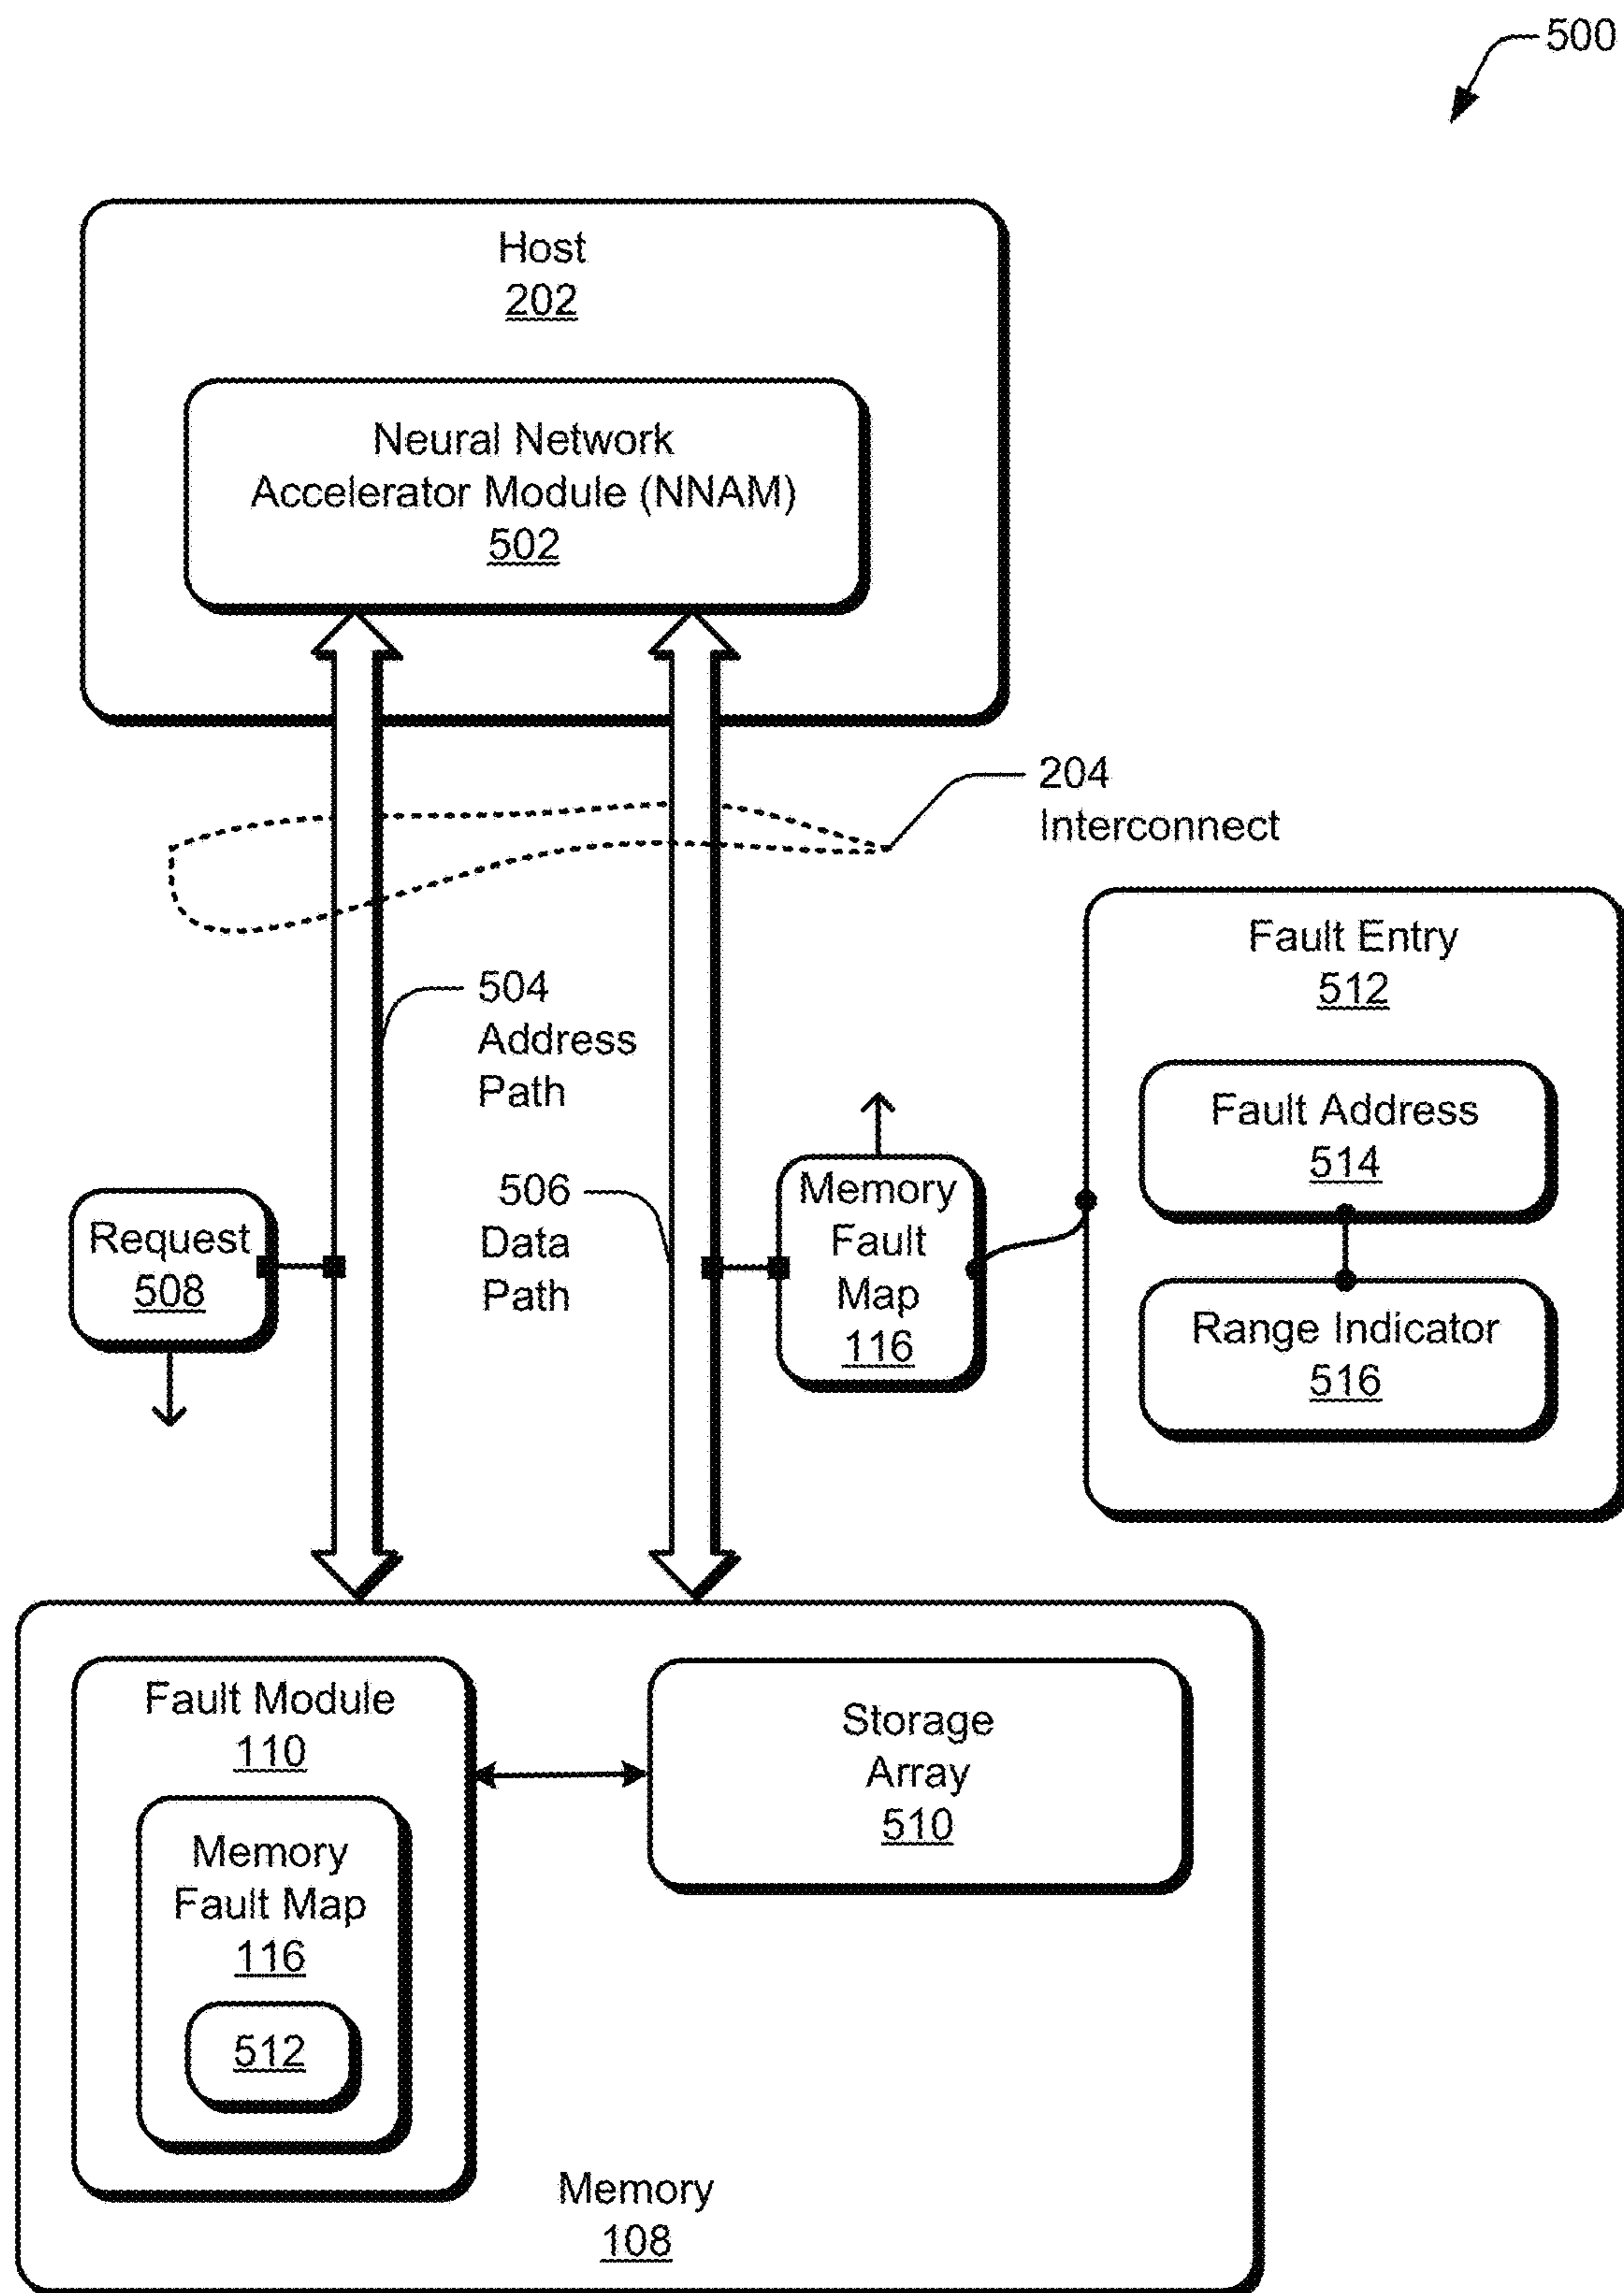 500
Host
202
Neural Network
Accelerator Module (NNAM)
502
204
Interconnect
504
Address
Path
Fault Entry
512
Fault Address
514
Range Indicator
516
506
Data
Path
Memory
Fault
Map
116
Request
508
Fault Module
110
Memory
Fault Map
116
512
Storage
Array
510
Memory
108